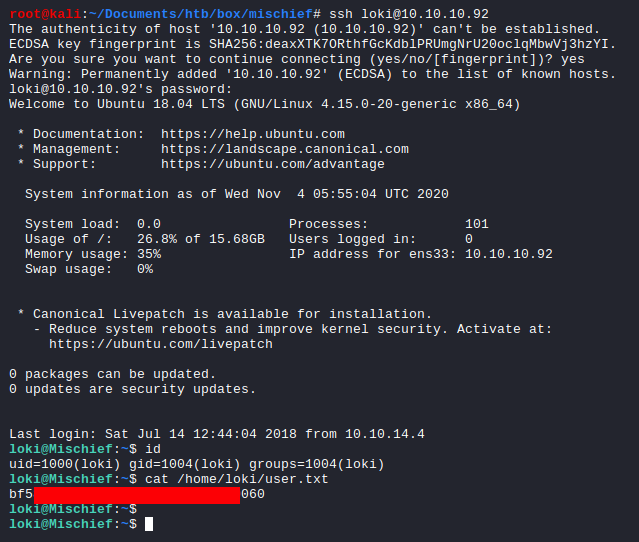 root@kali:~/Documents/htb/box/mischief# ssh loki@10.10.10.92
The authenticity of host '10.10.10.92 (10.10.10.92)' can't be established.
ECDSA key fingerprint is SHA256:deaxXTK7ORthfGcKdblPRUmgNrU20oclqMbwVj3hzYI.
Are you sure you want to continue connecting (yes/no/[fingerprint])? yes
Warning: Permanently added '10.10.10.92' (ECDSA) to the list of known hosts.
loki@10.10.10.92's password:
Welcome to Ubuntu 18.04 LTS (GNU/Linux 4.15.0-20-generic x86_64)

 * Documentation:  https://help.ubuntu.com
 * Management:     https://landscape.canonical.com
 * Support:        https://ubuntu.com/advantage

  System information as of Wed Nov  4 05:55:04 UTC 2020

  System load:  0.0                Processes:            101
  Usage of /:   26.8% of 15.68GB   Users logged in:      0
  Memory usage: 35%                IP address for ens33: 10.10.10.92
  Swap usage:   0%


 * Canonical Livepatch is available for installation.
   - Reduce system reboots and improve kernel security. Activate at:
     https://ubuntu.com/livepatch

0 packages can be updated.
0 updates are security updates.


Last login: Sat Jul 14 12:44:04 2018 from 10.10.14.4
loki@Mischief:~$ id
uid=1000(loki) gid=1004(loki) groups=1004(loki)
loki@Mischief:~$ cat /home/loki/user.txt
bf5 060
loki@Mischief:~$
loki@Mischief:~$